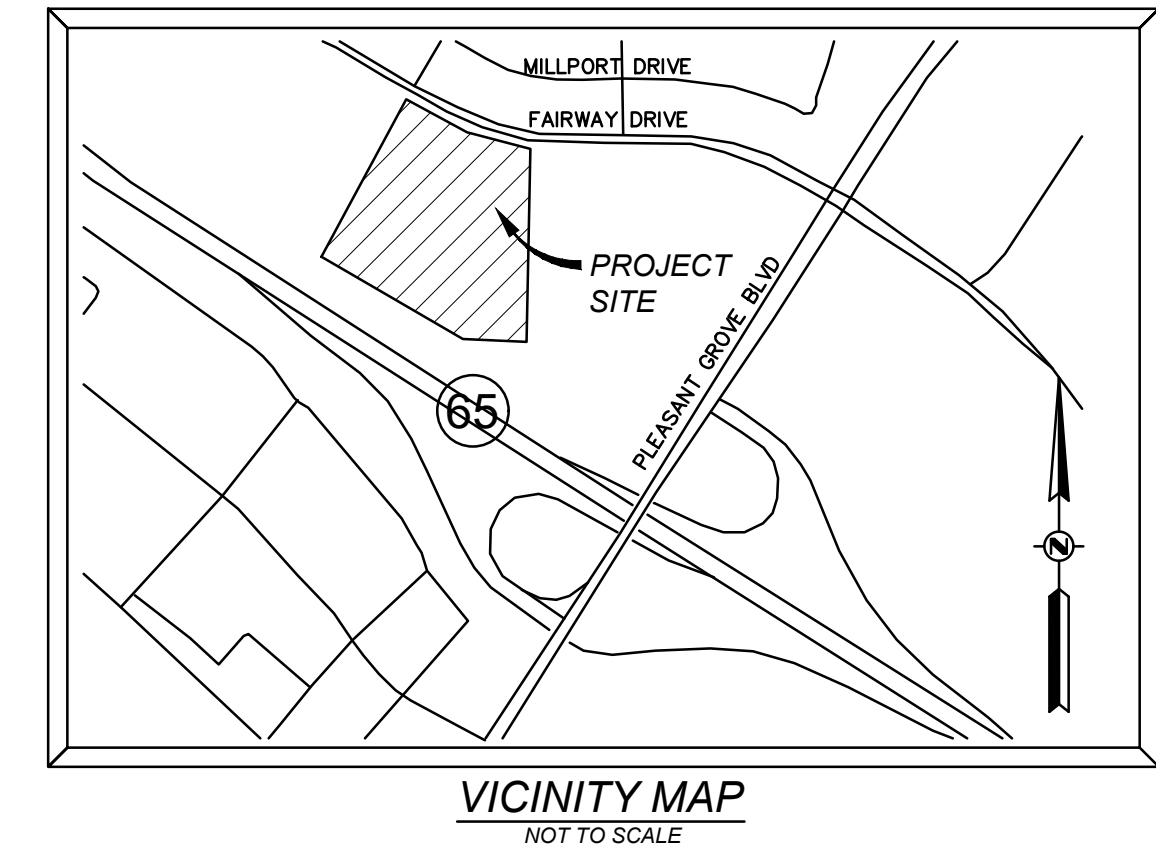 MILLPORT DRIVE
FAIRWAY DRIVE
PROJECT
SITE
PLEASANT GROVE BLVD
65
N
VICINITY MAP
NOT TO SCALE